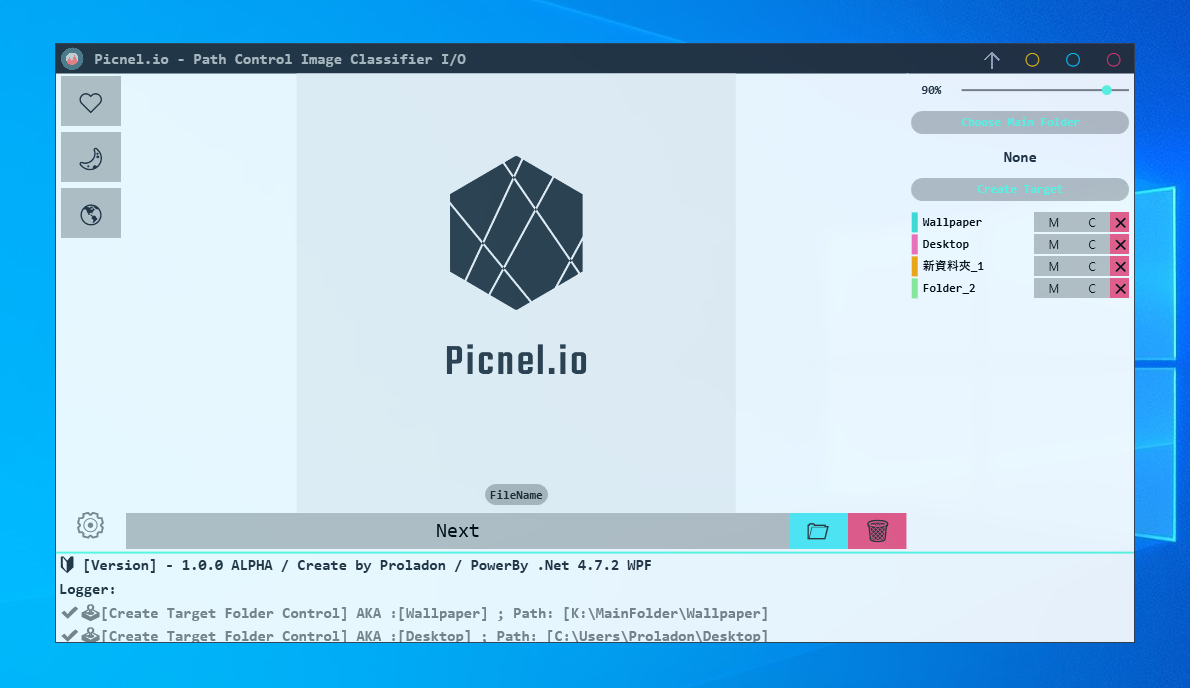 Picnel.io - Path Control Image Classifier I/O
90%
Choose Main Folder
None
Create Target
Wallpaper M C
Desktop M C
新資料夾_1 M C
Folder_2 M C
Picnel.io
FileName
Next
[Version] - 1.0.0 ALPHA / Create by Proladon / PowerBy .Net 4.7.2 WPF
Logger:
[Create Target Folder Control] AKA :[Wallpaper] ; Path: [K:\MainFolder\Wallpaper]
[Create Target Folder Control] AKA :[Desktop] ; Path: [C:\Users\Proladon\Desktop]